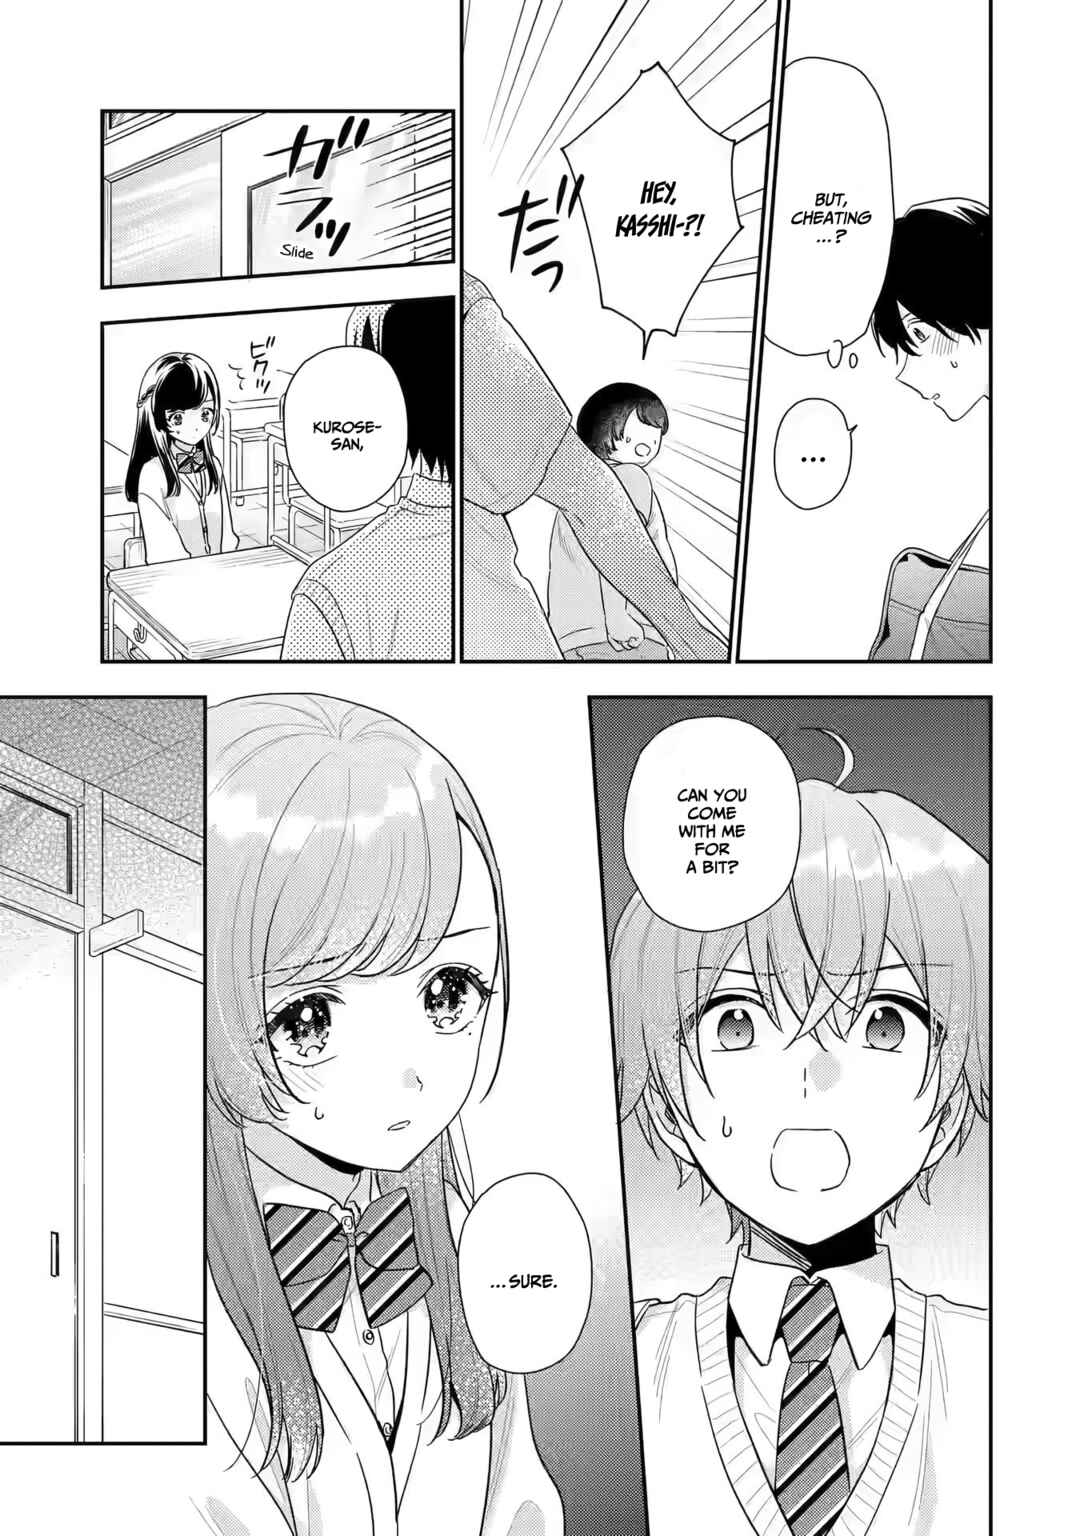 BUT,
CHEATING
...?
...
HEY,
KASSHI-?!
だっ
ガラッ
Slide
ビクッ
KUROSE-
SAN,
CAN YOU
COME
WITH ME
FOR
A BIT?
...SURE.